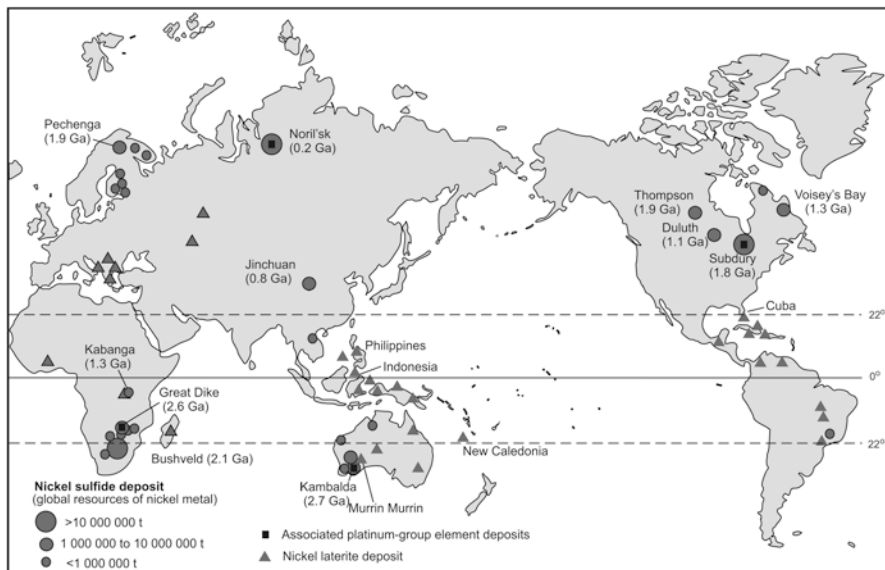 Pechenga
(1.9 Ga)
Noril'sk
(0.2 Ga)
Thompson
(1.9 Ga)
Voisey's Bay
(1.3 Ga)
Duluth
(1.1 Ga)
Subdury
(1.8 Ga)
Jinchuan
(0.8 Ga)
Cuba
22°
22°
Philippines
Kabanga
(1.3 Ga)
Indonesia
0°
0°
Great Dike
(2.6 Ga)
22°
22°
Bushveld (2.1 Ga)
New Caledonia
Kambalda
(2.7 Ga)
Murrin Murrin
Nickel sulfide deposit
(global resources of nickel metal)
>10 000 000 t
1 000 000 to 10 000 000 t
<1 000 000 t
Associated platinum-group element deposits
Nickel laterite deposit